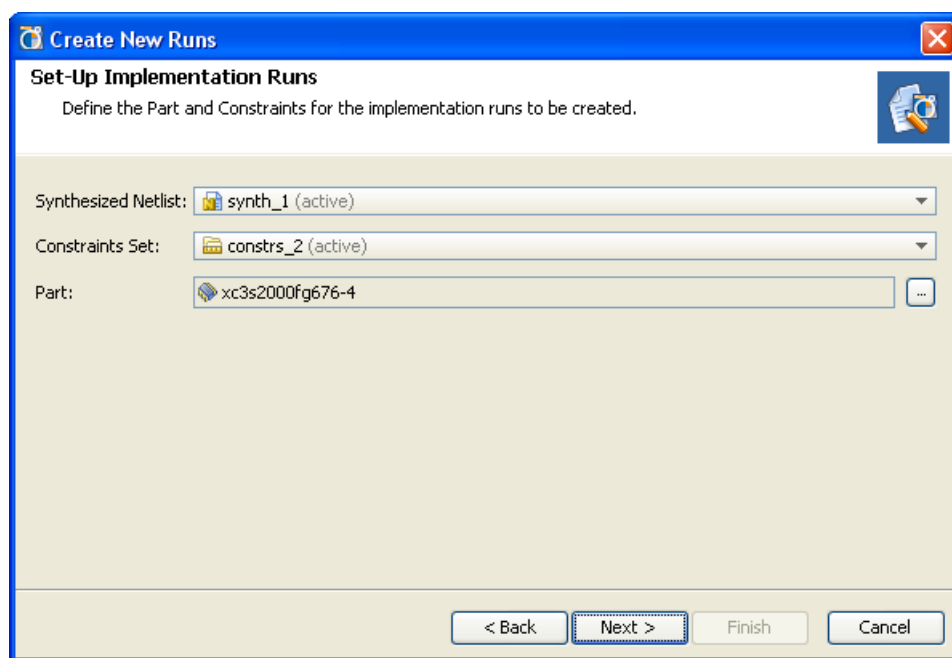 Create New Runs
Set-Up Implementation Runs
Define the Part and Constraints for the implementation runs to be created.
Synthesized Netlist: synth_1 (active)
Constraints Set: constrs_2 (active)
Part: xc3s2000fg676-4 ...
< Back Next > Finish Cancel